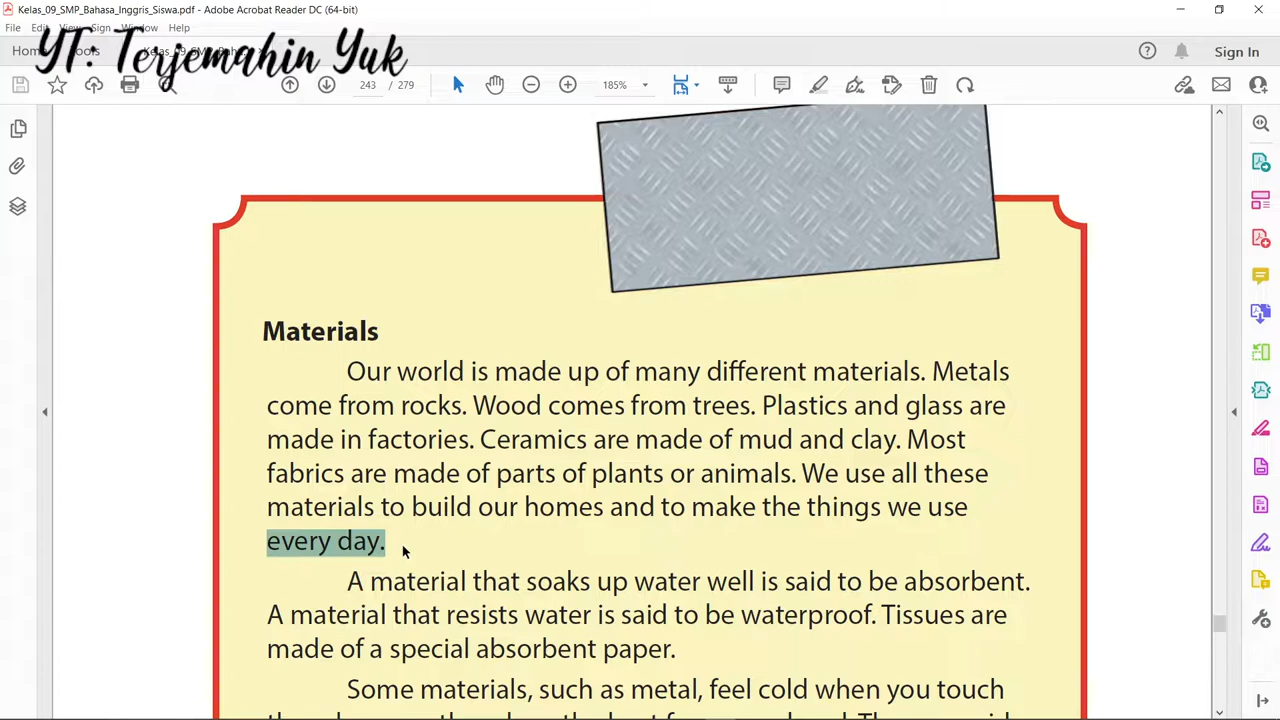 Kelas_09_SMP_Bahasa_Inggris_Siswa.pdf - Adobe Acrobat Reader DC (64-bit)
File Edit View Sign Window Help
YT: Terjemahin Yuk
Sign In
243 / 279
185%
Materials
Our world is made up of many different materials. Metals
come from rocks. Wood comes from trees. Plastics and glass are
made in factories. Ceramics are made of mud and clay. Most
fabrics are made of parts of plants or animals. We use all these
materials to build our homes and to make the things we use
every day.
A material that soaks up water well is said to be absorbent.
A material that resists water is said to be waterproof. Tissues are
made of a special absorbent paper.
Some materials, such as metal, feel cold when you touch